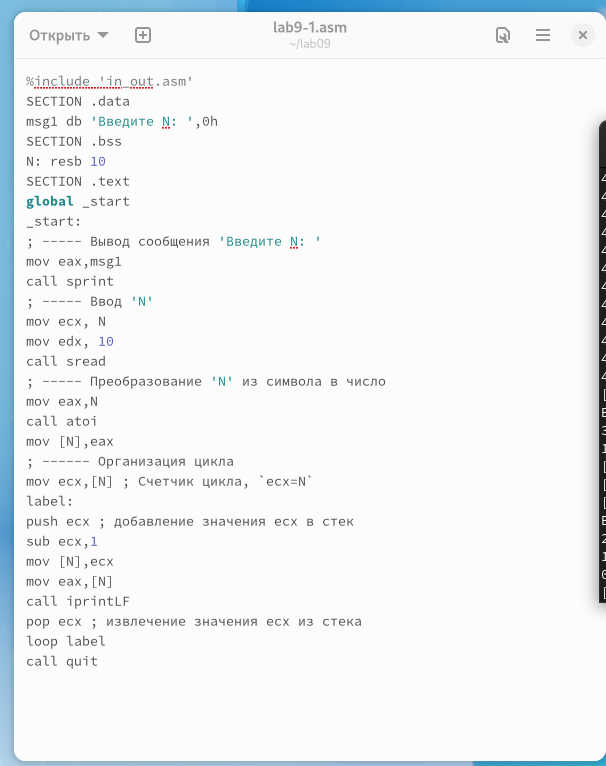 Открыть
lab9-1.asm
~/lab09
%include 'in_out.asm'
SECTION .data
msg1 db 'Введите N: ',0h
SECTION .bss
N: resb 10
SECTION .text
global _start
_start:
; ----- Вывод сообщения 'Введите N: '
mov eax,msg1
call sprint
; ----- Ввод 'N'
mov ecx, N
mov edx, 10
call sread
; ----- Преобразование 'N' из символа в число
mov eax,N
call atoi
mov [N],eax
; ------ Организация цикла
mov ecx,[N] ; Счетчик цикла, `ecx=N`
label:
push ecx ; добавление значения ecx в стек
sub ecx,1
mov [N],ecx
mov eax,[N]
call iprintLF
pop ecx ; извлечение значения ecx из стека
loop label
call quit